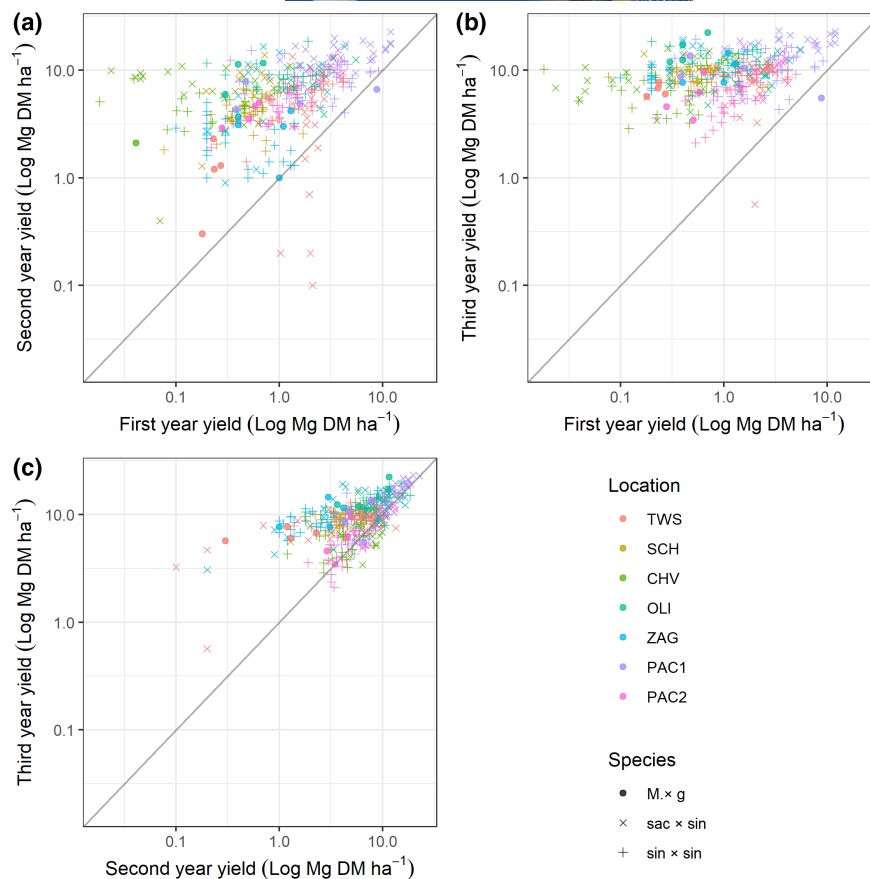 (a)
Second year yield (Log Mg DM ha⁻¹)
10.0
1.0
0.1
0.1 1.0 10.0
First year yield (Log Mg DM ha⁻¹)
(b)
Third year yield (Log Mg DM ha⁻¹)
10.0
1.0
0.1
0.1 1.0 10.0
First year yield (Log Mg DM ha⁻¹)
(c)
Third year yield (Log Mg DM ha⁻¹)
10.0
1.0
0.1
0.1 1.0 10.0
Second year yield (Log Mg DM ha⁻¹)
Location
TWS
SCH
CHV
OLI
ZAG
PAC1
PAC2
Species
M.× g
sac × sin
sin × sin